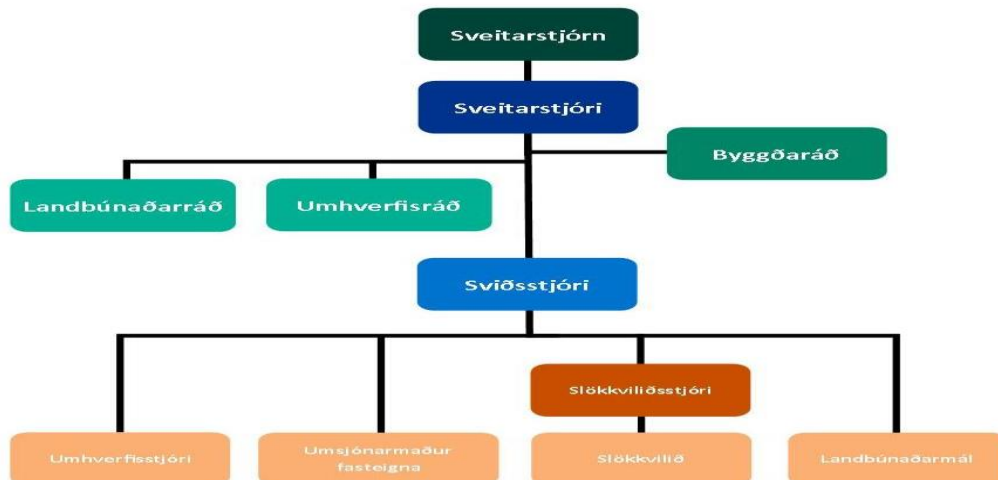 Sveitarstjórn
Sveitarstjóri
Byggðaráð
Landbúnaðarráð
Umhverfisráð
Sviðsstjóri
Slökkviliðsstjóri
Umhverfisstjóri
Umsjónarmaður
fasteigna
Slökkvilið
Landbúnaðarmál